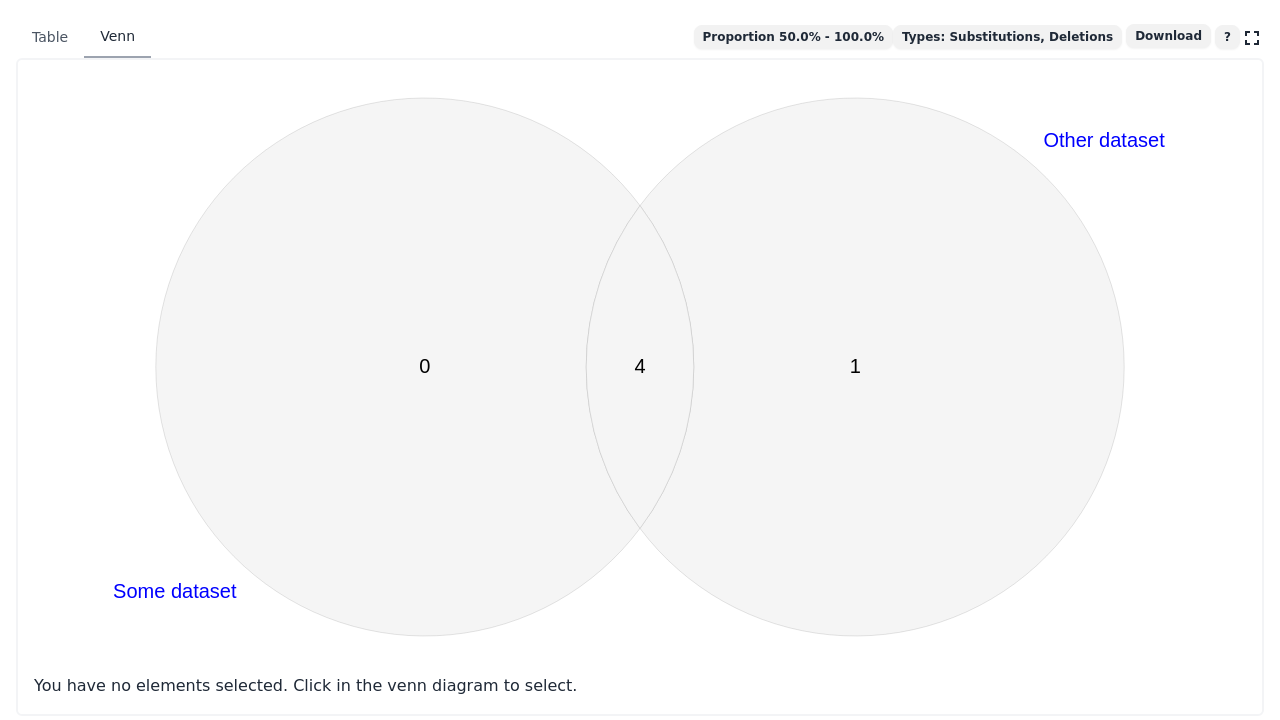 Table
Venn
Proportion 50.0% - 100.0%
Types: Substitutions, Deletions
Download
?
Other dataset
0
4
1
Some dataset
You have no elements selected. Click in the venn diagram to select.